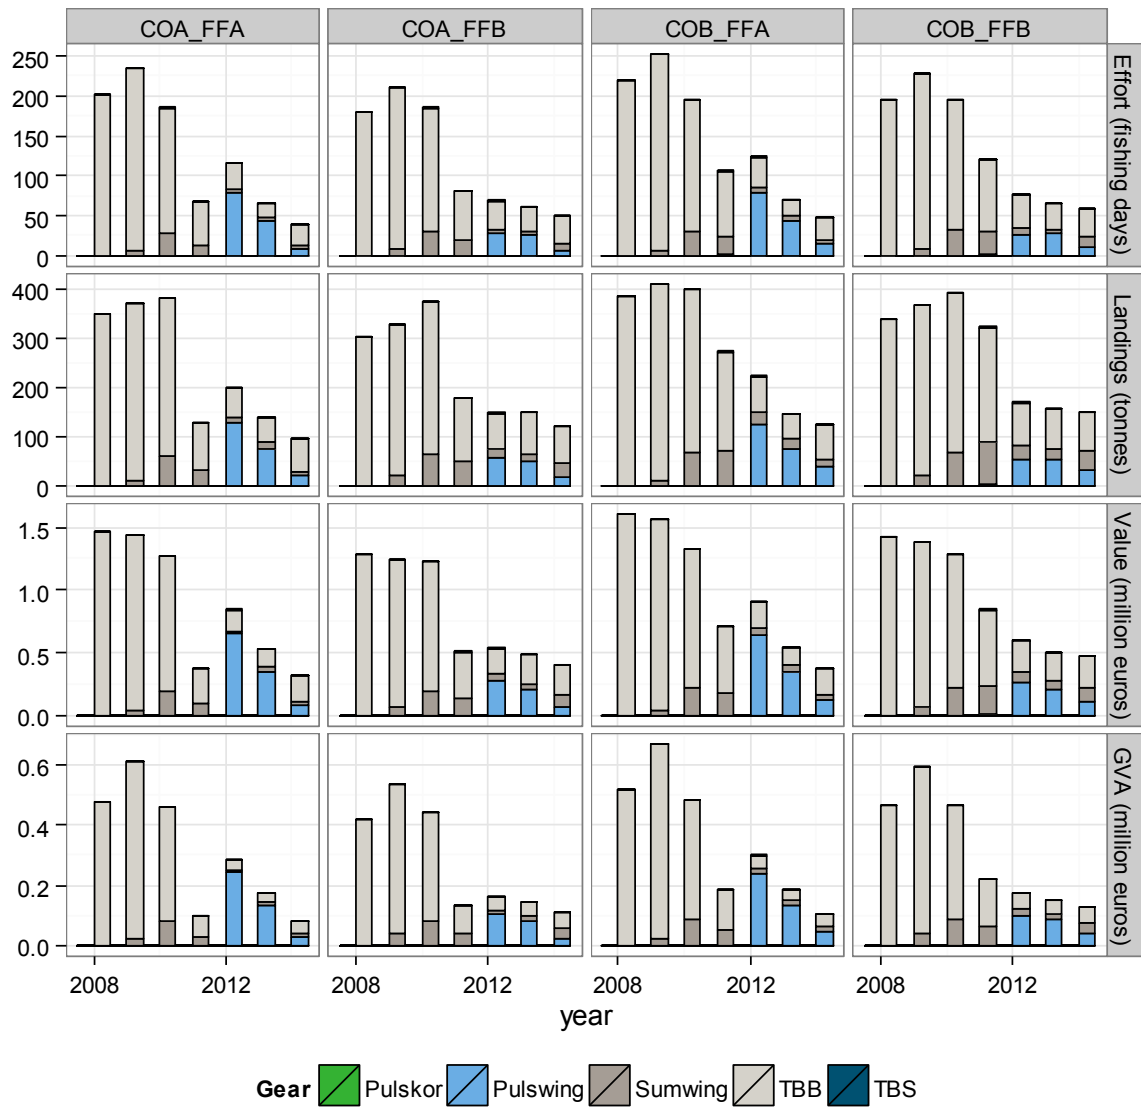 COA_FFA COA_FFB COB_FFA COB_FFB
250
200
150
100
50
0
Effort (fishing days)
400
300
200
100
0
Landings (tonnes)
1.5
1.0
0.5
0.0
Value (million euros)
0.6
0.4
0.2
0.0
GVA (million euros)
2008 2012 2008 2012 2008 2012 2008 2012
year
Gear Pulskor Pulswing Sumwing TBB TBS